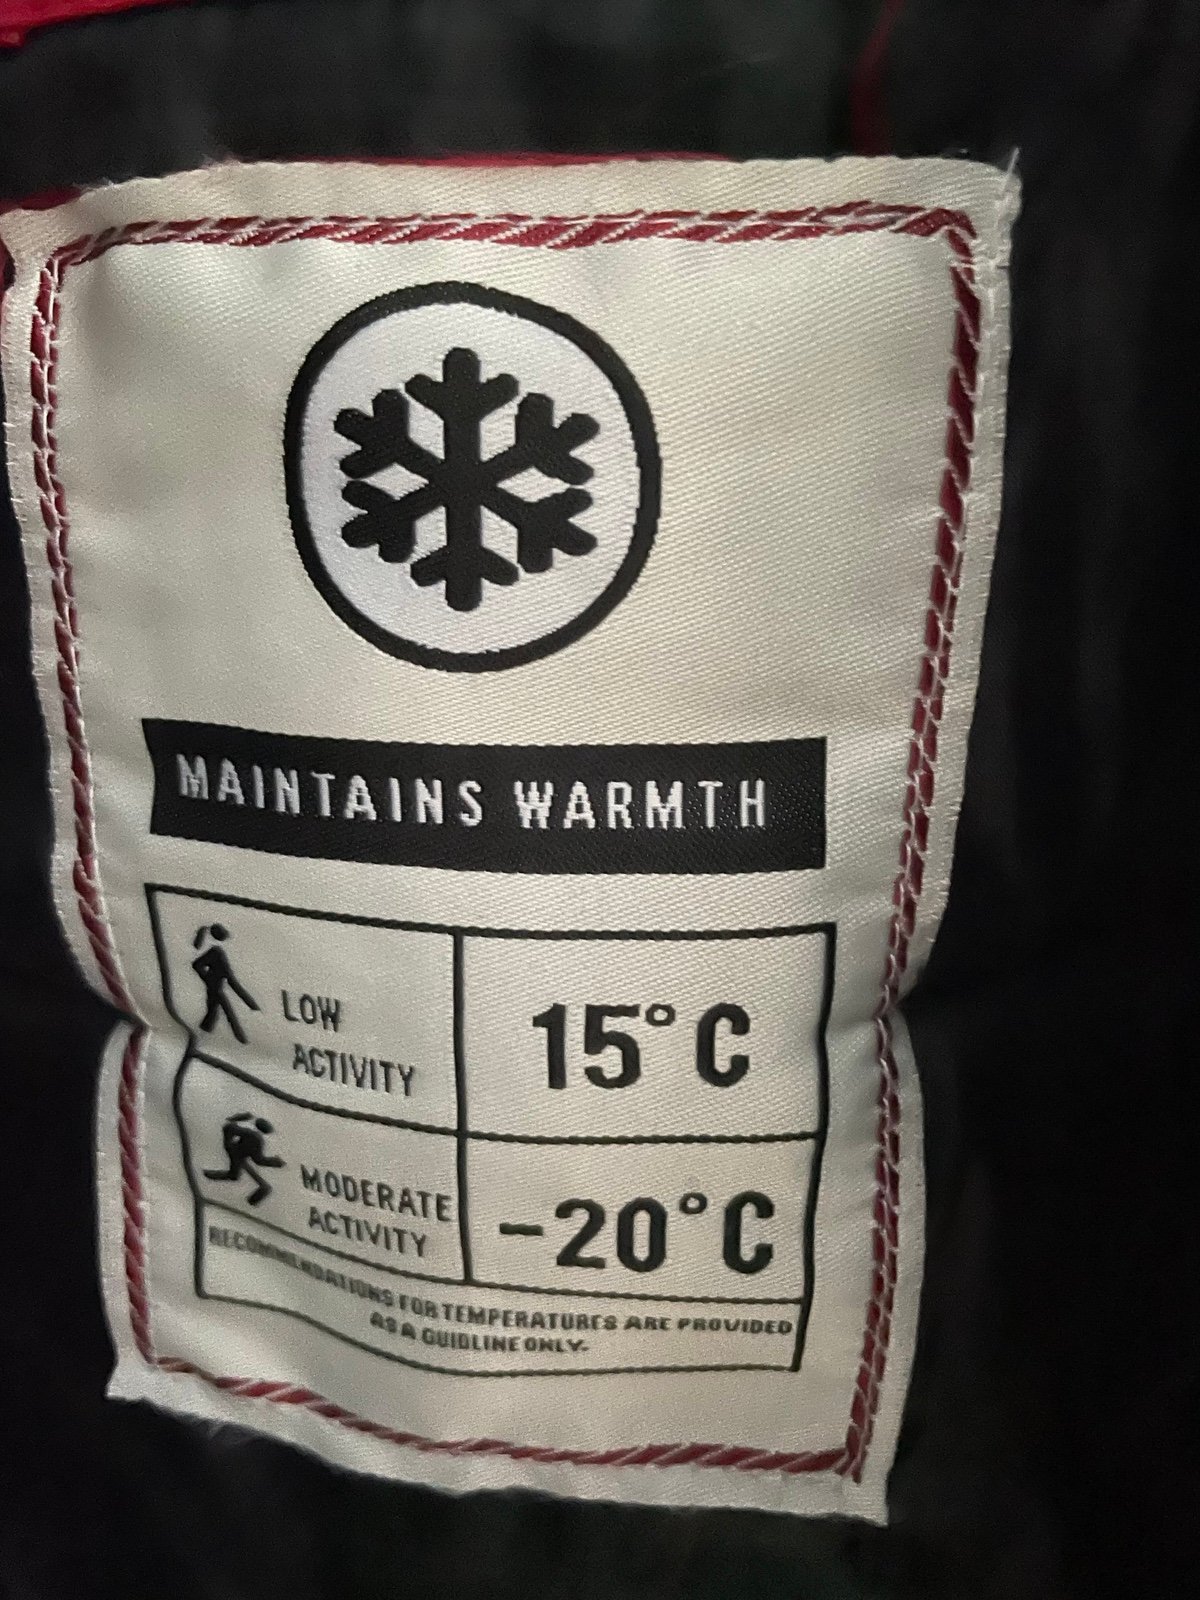 MAINTAINS WARMTH
LOW
ACTIVITY
15°C
MODERATE
ACTIVITY
-20°C
RECOMMENDATIONS FOR TEMPERATURES ARE PROVIDED
AS A GUIDLINE ONLY.